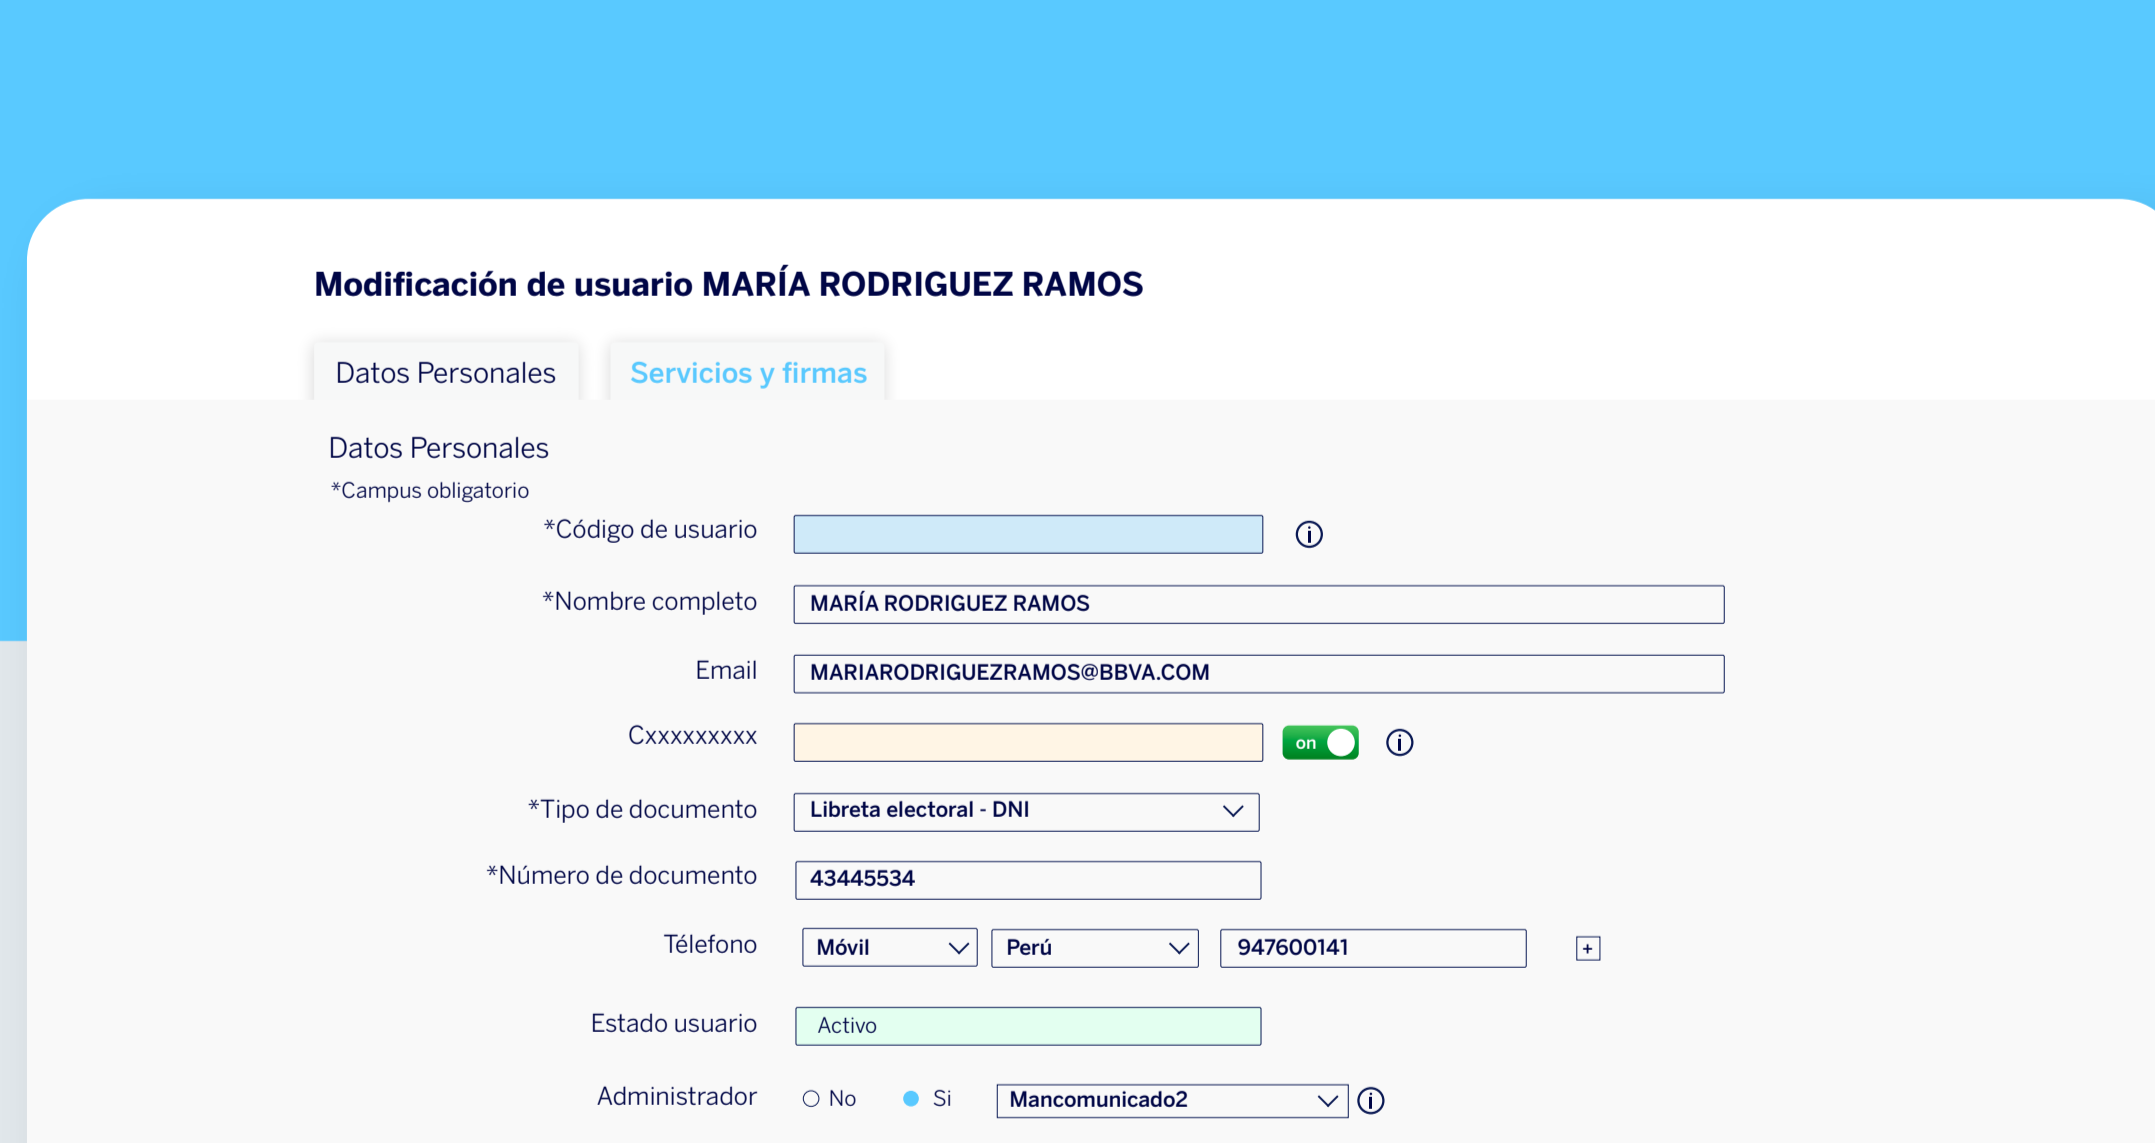 Modificación de usuario MARÍA RODRIGUEZ RAMOS
Datos Personales Servicios y firmas
Datos Personales
*Campus obligatorio
*Código de usuario
*Nombre completo MARÍA RODRIGUEZ RAMOS
Email MARIARODRIGUEZRAMOS@BBVA.COM
Cxxxxxxxxx on
*Tipo de documento Libreta electoral - DNI
*Número de documento 43445534
Télefono Móvil Perú 947600141 +
Estado usuario Activo
Administrador No Si Mancomunicado2